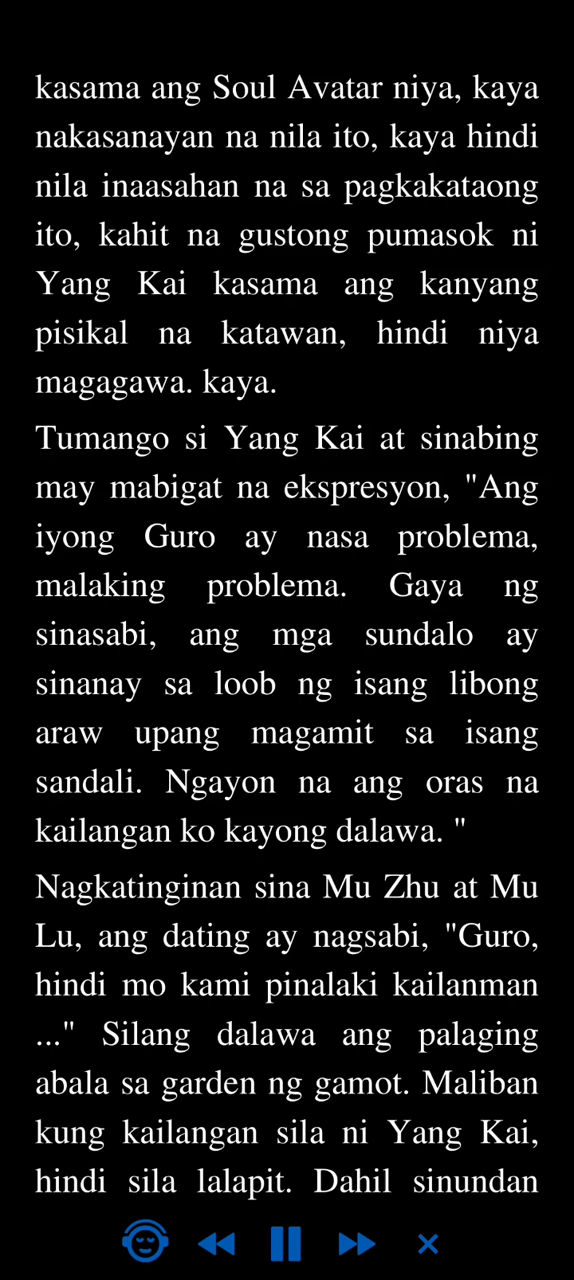 kasama ang Soul Avatar niya, kaya
nakasanayan na nila ito, kaya hindi
nila inaasahan na sa pagkakataong
ito, kahit na gustong pumasok ni
Yang Kai kasama ang kanyang
pisikal na katawan, hindi niya
magagawa. kaya.
Tumango si Yang Kai at sinabing
may mabigat na ekspresyon, "Ang
iyong Guro ay nasa problema,
malaking problema. Gaya ng
sinasabi, ang mga sundalo ay
sinanay sa loob ng isang libong
araw upang magamit sa isang
sandali. Ngayon na ang oras na
kailangan ko kayong dalawa. "
Nagkatinginan sina Mu Zhu at Mu
Lu, ang dating ay nagsabi, "Guro,
hindi mo kami pinalaki kailanman
..." Silang dalawa ang palaging
abala sa garden ng gamot. Maliban
kung kailangan sila ni Yang Kai,
hindi sila lalapit. Dahil sinundan